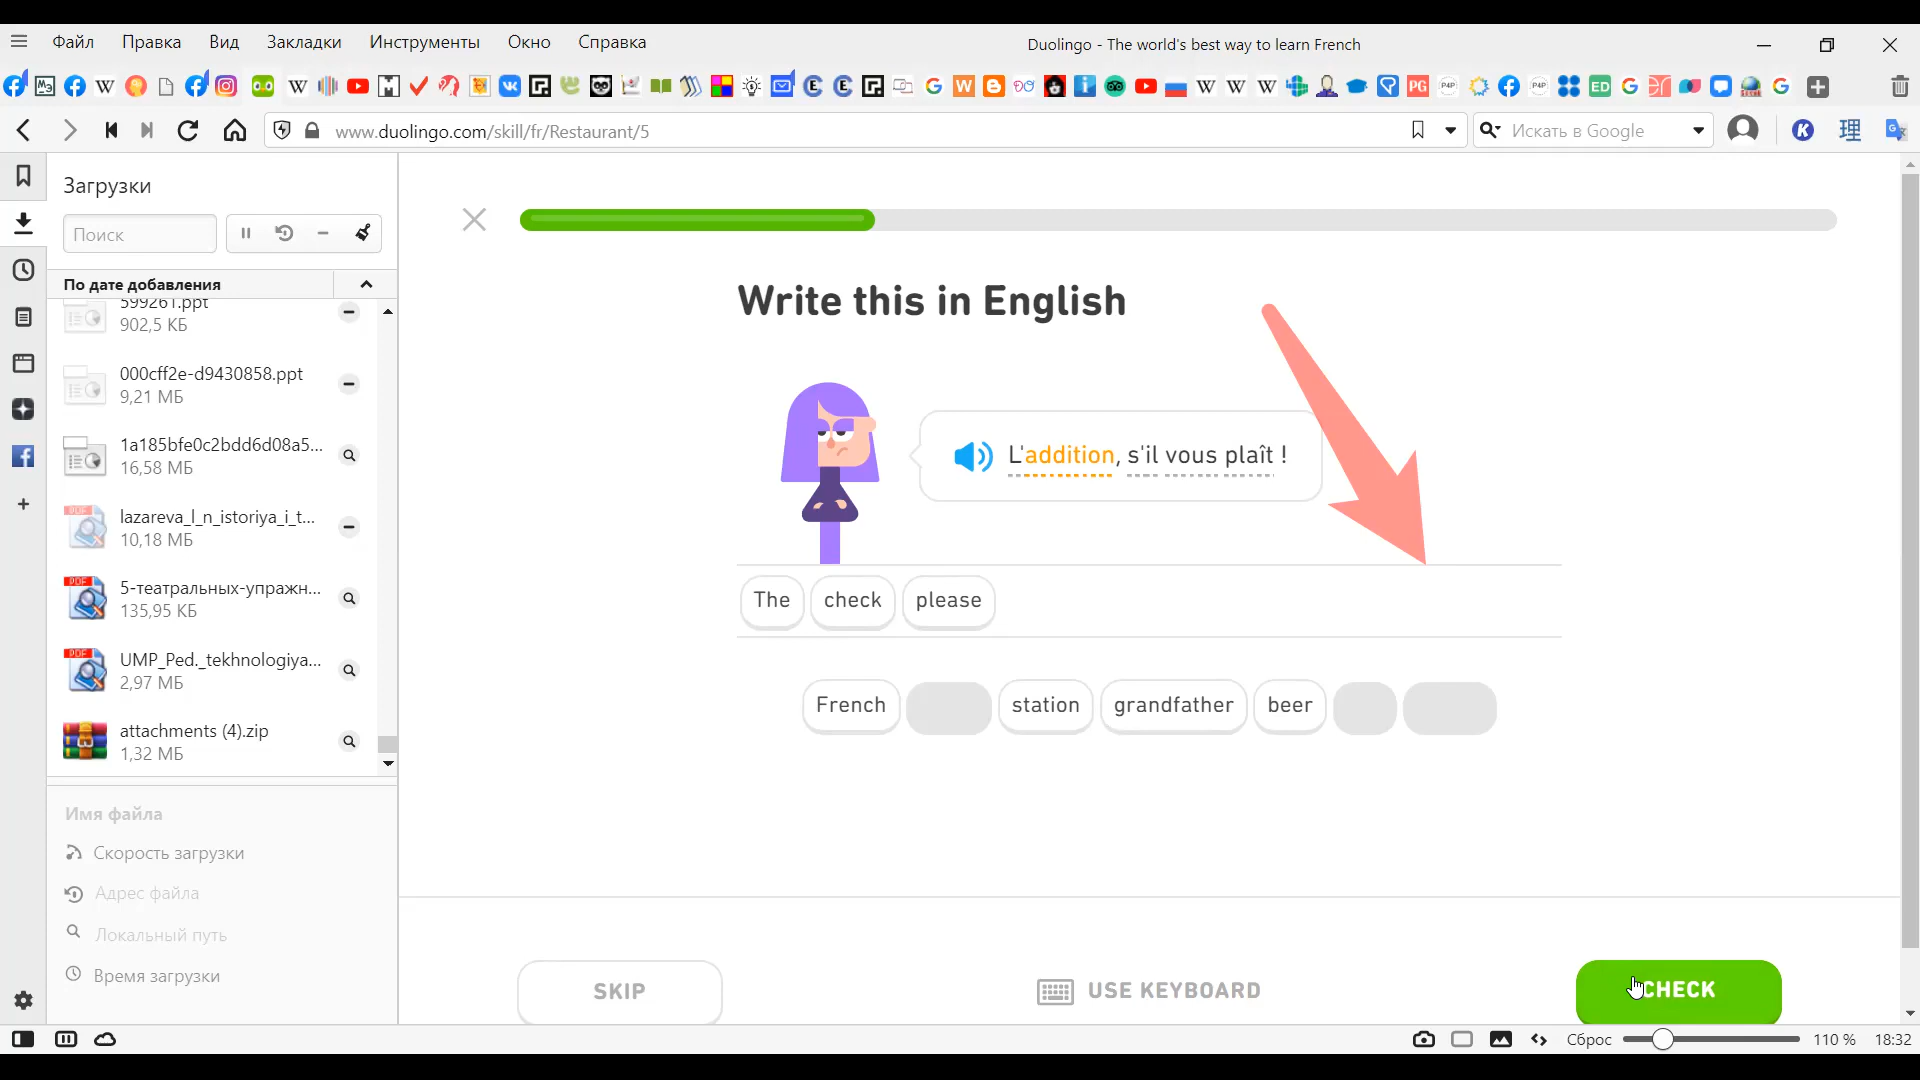 Файл Правка Вид Закладки Инструменты Окно Справка
Duolingo - The world's best way to learn French
www.duolingo.com/skill/fr/Restaurant/5
Искать в Google
Загрузки
Поиск
По дате добавления
599261.ppt
902,5 КБ
000cff2e-d9430858.ppt
9,21 МБ
1a185bfe0c2bdd6d08a5...
16,58 МБ
lazareva_l_n_istoriya_i_t...
10,18 МБ
5-театральных-упражн...
135,95 КБ
UMP_Ped._tekhnologiya...
2,97 МБ
attachments (4).zip
1,32 МБ
Имя файла
Скорость загрузки
Адрес файла
Локальный путь
Время загрузки
Write this in English
L'addition, s'il vous plaît !
The check please
French station grandfather beer
SKIP
USE KEYBOARD
CHECK
Сброс 110 % 18:32